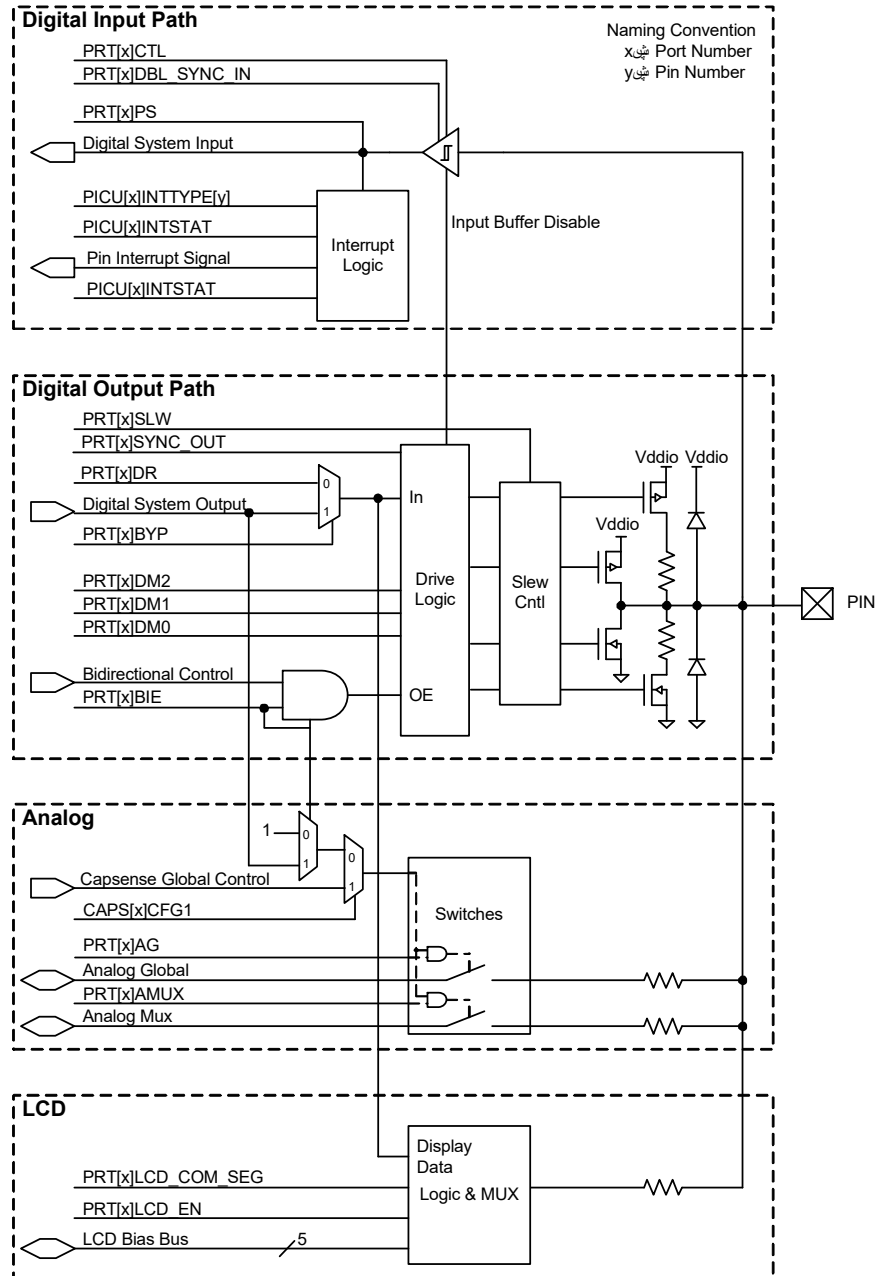 Digital Input Path
Naming Convention
x Port Number
y Pin Number
PRT[x]CTL
PRT[x]DBL_SYNC_IN
PRT[x]PS
Digital System Input
PICU[x]INTTYPE[y]
PICU[x]INTSTAT
Pin Interrupt Signal
PICU[x]INTSTAT
Interrupt
Logic
Input Buffer Disable
Digital Output Path
PRT[x]SLW
PRT[x]SYNC_OUT
PRT[x]DR
Digital System Output
PRT[x]BYP
0
1
PRT[x]DM2
PRT[x]DM1
PRT[x]DM0
Bidirectional Control
PRT[x]BIE
In
Drive
Logic
OE
Slew
Cntl
Vddio Vddio
Vddio
PIN
Analog
1
0
1
0
1
Capsense Global Control
CAPS[x]CFG1
Switches
PRT[x]AG
Analog Global
PRT[x]AMUX
Analog Mux
LCD
Display
Data
Logic & MUX
PRT[x]LCD_COM_SEG
PRT[x]LCD_EN
LCD Bias Bus
5